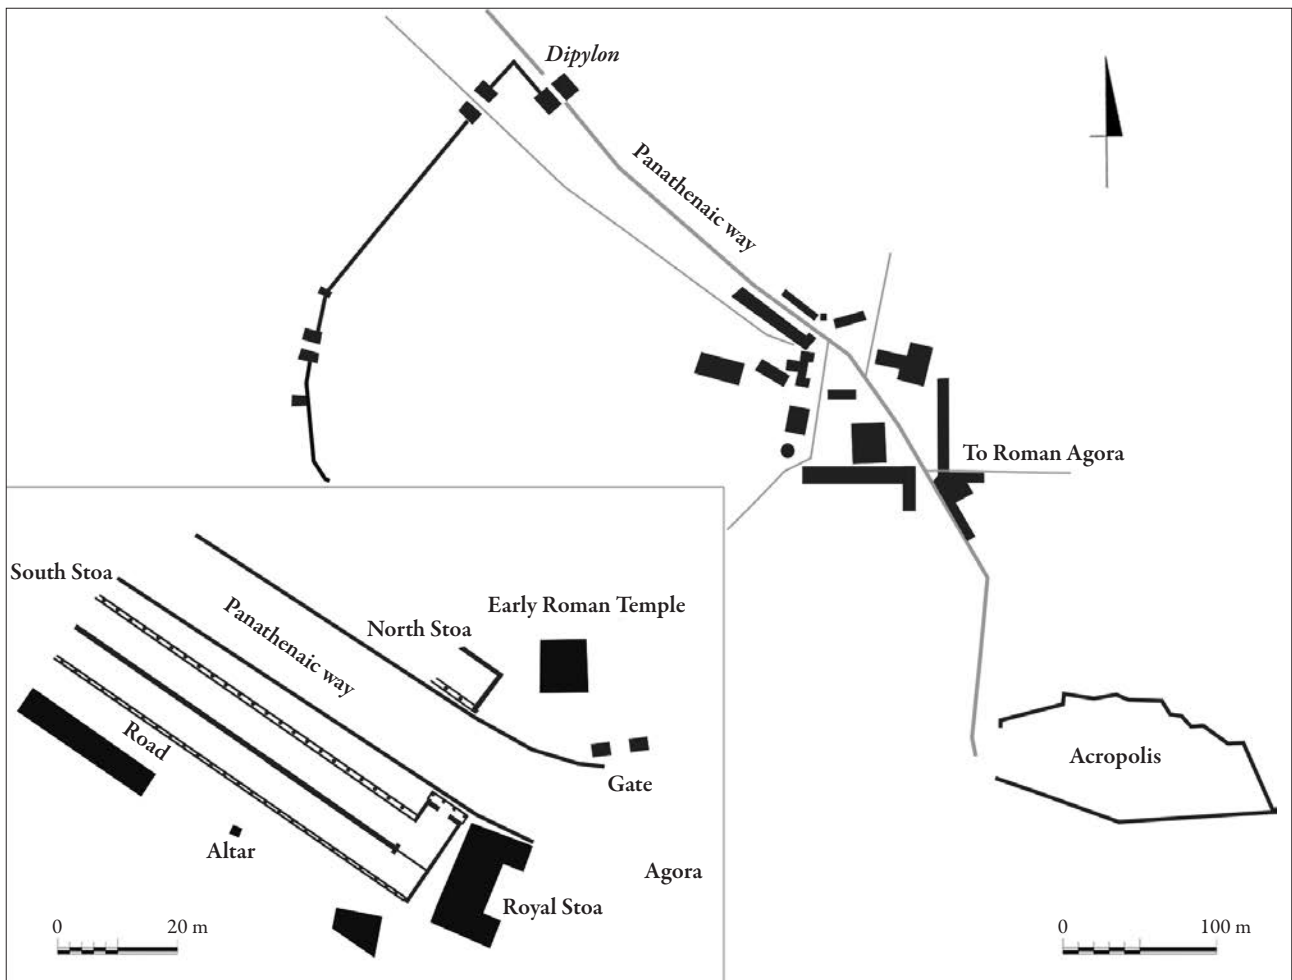 Dipylon
Panathenaic way
To Roman Agora
Acropolis
0 100 m
South Stoa
Panathenaic way
North Stoa
Early Roman Temple
Road
Gate
Altar
Agora
Royal Stoa
0 20 m